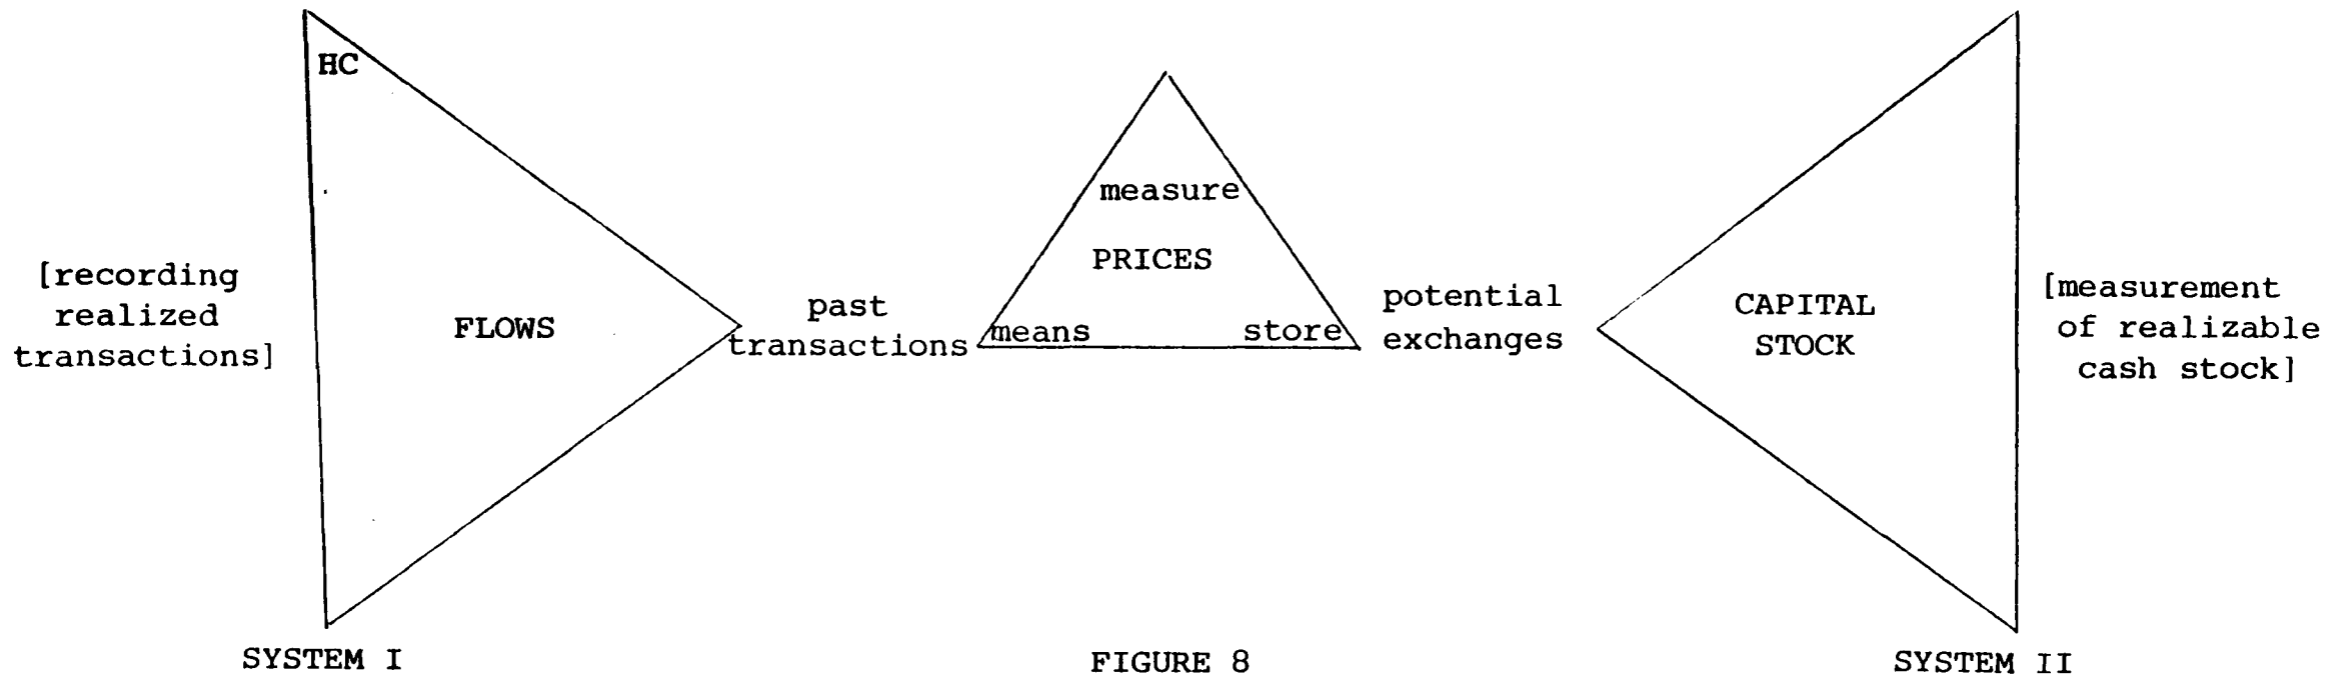 HC
[recording
realized
transactions]
FLOWS
past
transactions
measure
PRICES
means store
potential
exchanges
CAPITAL
STOCK
[measurement
of realizable
cash stock]
SYSTEM I
FIGURE 8
SYSTEM II